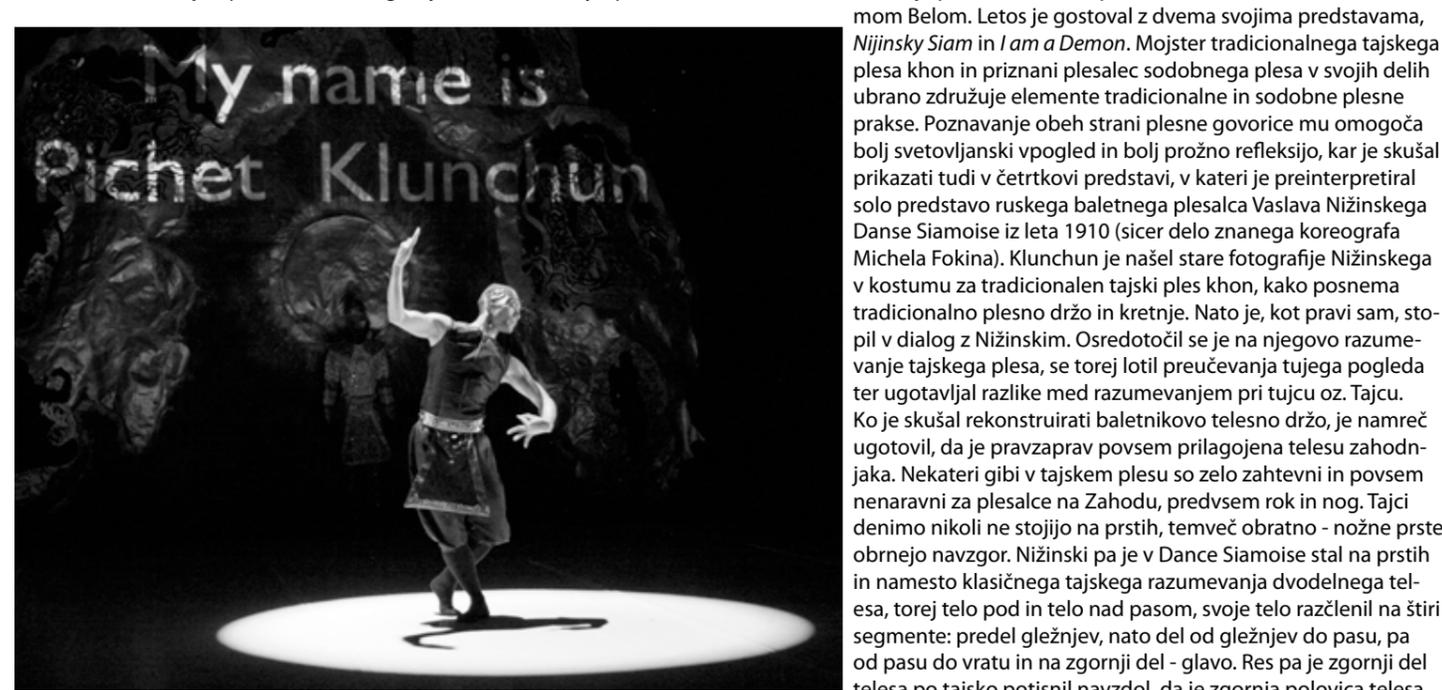 My name is
Pichet Klunchun
mom Belom. Letos je gostoval z dvema svojima predstavama,
Nijinsky Siam in I am a Demon. Mojster tradicionalnega tajskega
plesa khon in priznani plesalec sodobnega plesa v svojih delih
ubrano združuje elemente tradicionalne in sodobne plesne
prakse. Poznavanje obeh strani plesne govorice mu omogoča
bolj svetovljanski vpogled in bolj prožno refleksijo, kar je skušal
prikazati tudi v četrtkovi predstavi, v kateri je preinterpretiral
solo predstavo ruskega baletnega plesalca Vaslava Nižinskega
Danse Siamoise iz leta 1910 (sicer delo znanega koreografa
Michela Fokina). Klunchun je našel stare fotografije Nižinskega
v kostumu za tradicionalen tajski ples khon, kako posnema
tradicionalno plesno držo in kretnje. Nato je, kot pravi sam, sto-
pil v dialog z Nižinskim. Osredotočil se je na njegovo razume-
vanje tajskega plesa, se torej lotil preučevanja tujega pogleda
ter ugotavljal razlike med razumevanjem pri tujcu oz. Tajcu.
Ko je skušal rekonstruirati baletnikovo telesno držo, je namreč
ugotovil, da je pravzaprav povsem prilagojena telesu zahodn-
jaka. Nekateri gibi v tajskem plesu so zelo zahtevni in povsem
nenaravni za plesalce na Zahodu, predvsem rok in nog. Tajci
denimo nikoli ne stojijo na prstih, temveč obratno - nožne prste
obrnejo navzgor. Nižinski pa je v Dance Siamoise stal na prstih
in namesto klasičnega tajskega razumevanja dvodelnega tel-
esa, torej telo pod in telo nad pasom, svoje telo razčlenil na štiri
segmente: predel gležnjev, nato del od gležnjev do pasu, pa
od pasu do vratu in na zgornji del - glavo. Res pa je zgornji del
telesa po tajsko potisnil navzdol, da je zgornja polovica telesa